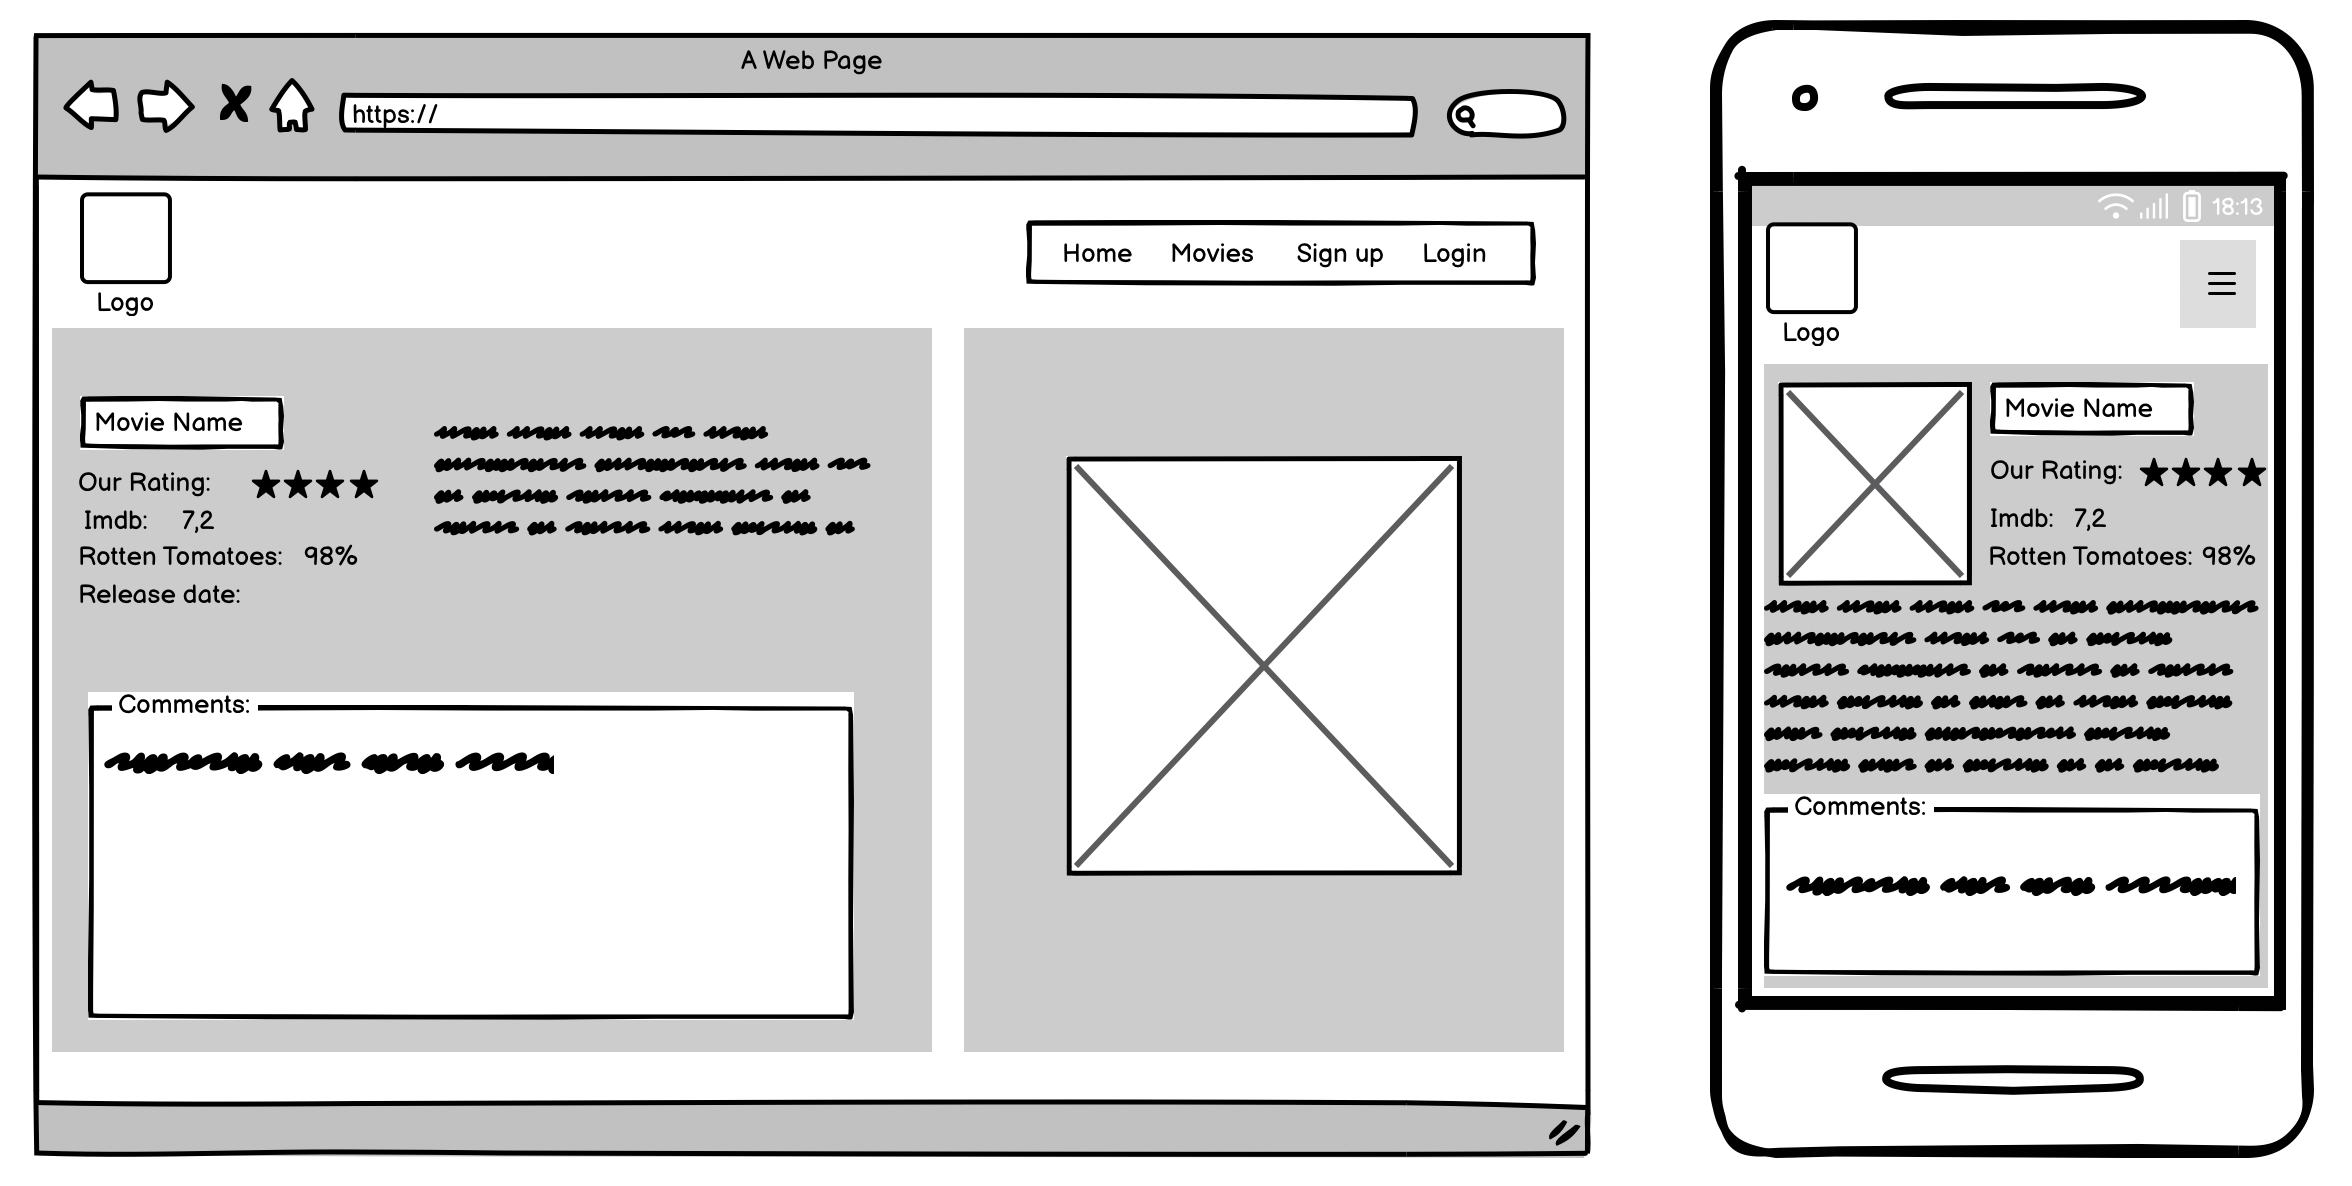 A Web Page
https://
Logo
Home Movies Sign up Login
Movie Name
Our Rating: ★★★★
Imdb: 7,2
Rotten Tomatoes: 98%
Release date:
Comments:
18:13
Logo
Movie Name
Our Rating: ★★★★
Imdb: 7,2
Rotten Tomatoes: 98%
Comments: